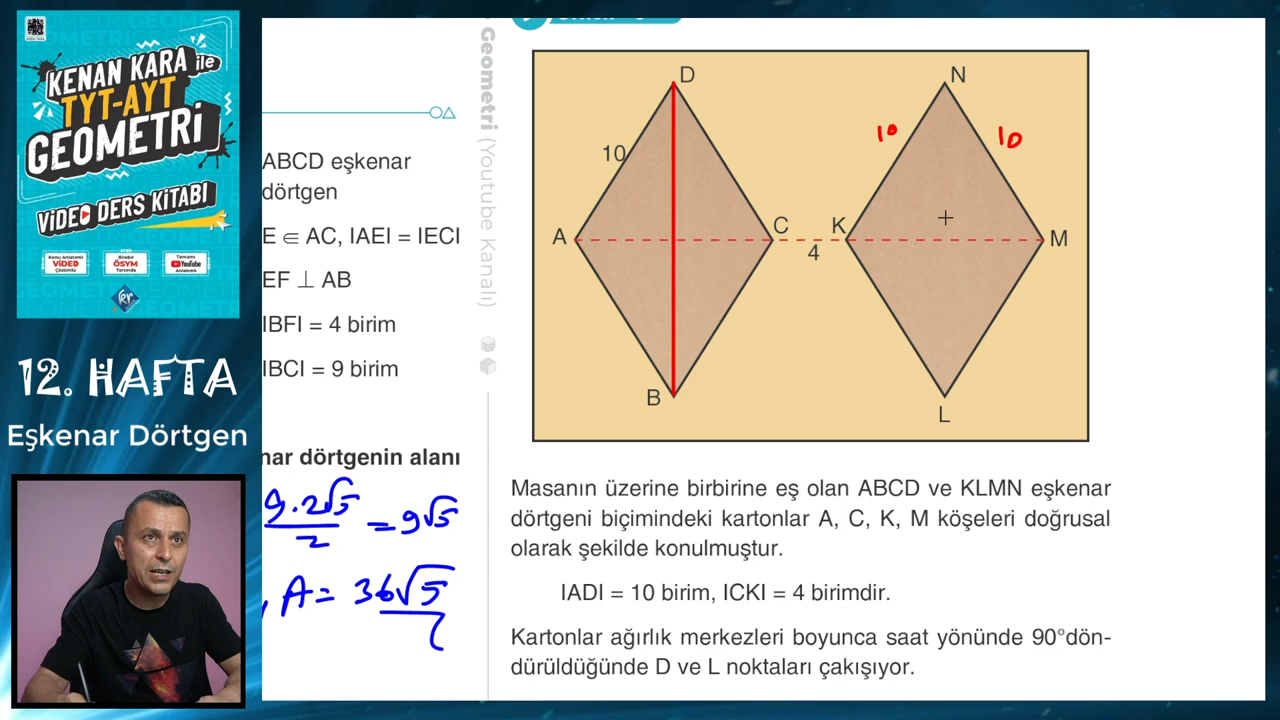 KENAN KARA ile
TYT-AYT
GEOMETRİ
VİDEO DERS KİTABI
12. HAFTA
Eşkenar Dörtgen
ABCD eşkenar
dörtgen
E ∈ AC, IAEI = IECI
EF ⊥ AB
IBFI = 4 birim
IBCI = 9 birim
nar dörtgenin alanı
9.2√5
2
= 9√5
, A = 36√5
Geometri (Youtube Kanalı)
D
N
10
10
10
A
C
K
M
4
B
L
Masanın üzerine birbirine eş olan ABCD ve KLMN eşkenar
dörtgeni biçimindeki kartonlar A, C, K, M köşeleri doğrusal
olarak şekilde konulmuştur.
IADI = 10 birim, ICKI = 4 birimdir.
Kartonlar ağırlık merkezleri boyunca saat yönünde 90°dön-
dürüldüğünde D ve L noktaları çakışıyor.